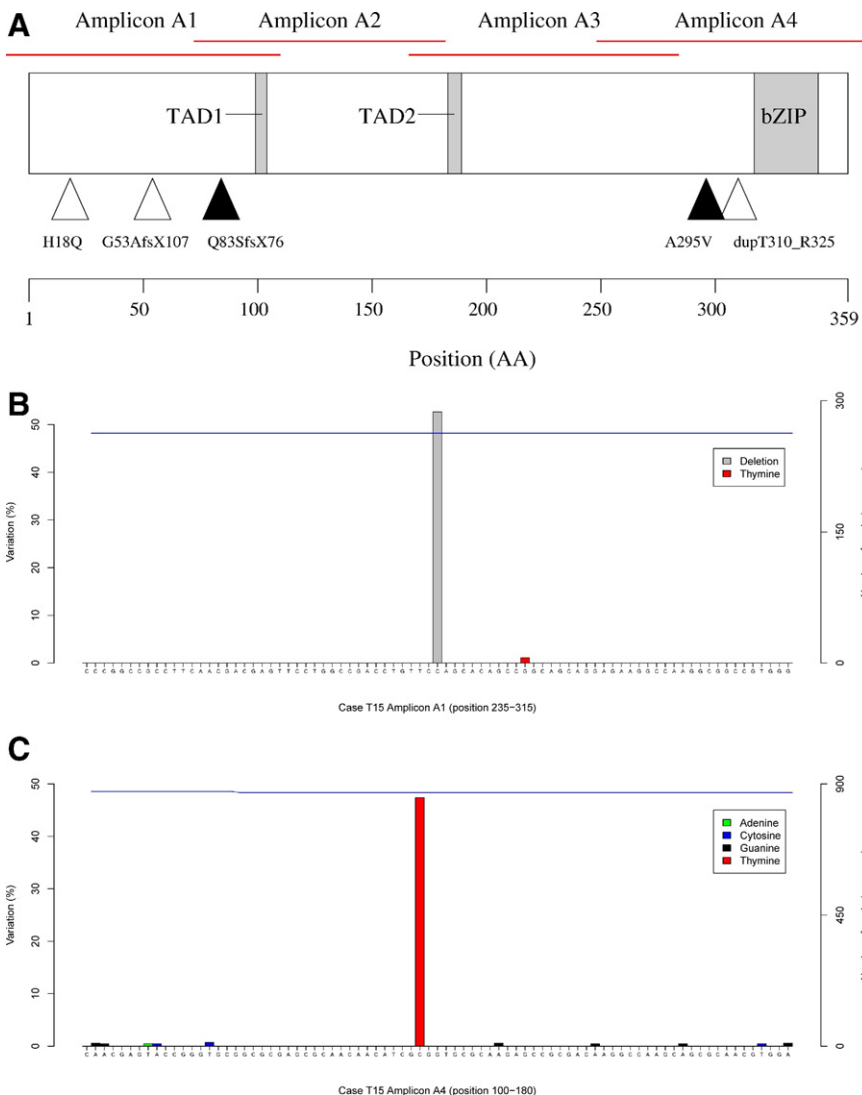 A
Amplicon A1
Amplicon A2
Amplicon A3
Amplicon A4
TAD1
TAD2
bZIP
H18Q
G53AfsX107
Q83SfsX76
A295V
dupT310_R325
1
50
100
150
200
250
300
359
Position (AA)
B
50
40
30
20
10
0
Variation (%)
300
150
0
Deletion
Thymine
Case T15 Amplicon A1 (position 235−315)
C
50
40
30
20
10
0
Variation (%)
900
450
0
Adenine
Cytosine
Guanine
Thymine
Case T15 Amplicon A4 (position 100−180)